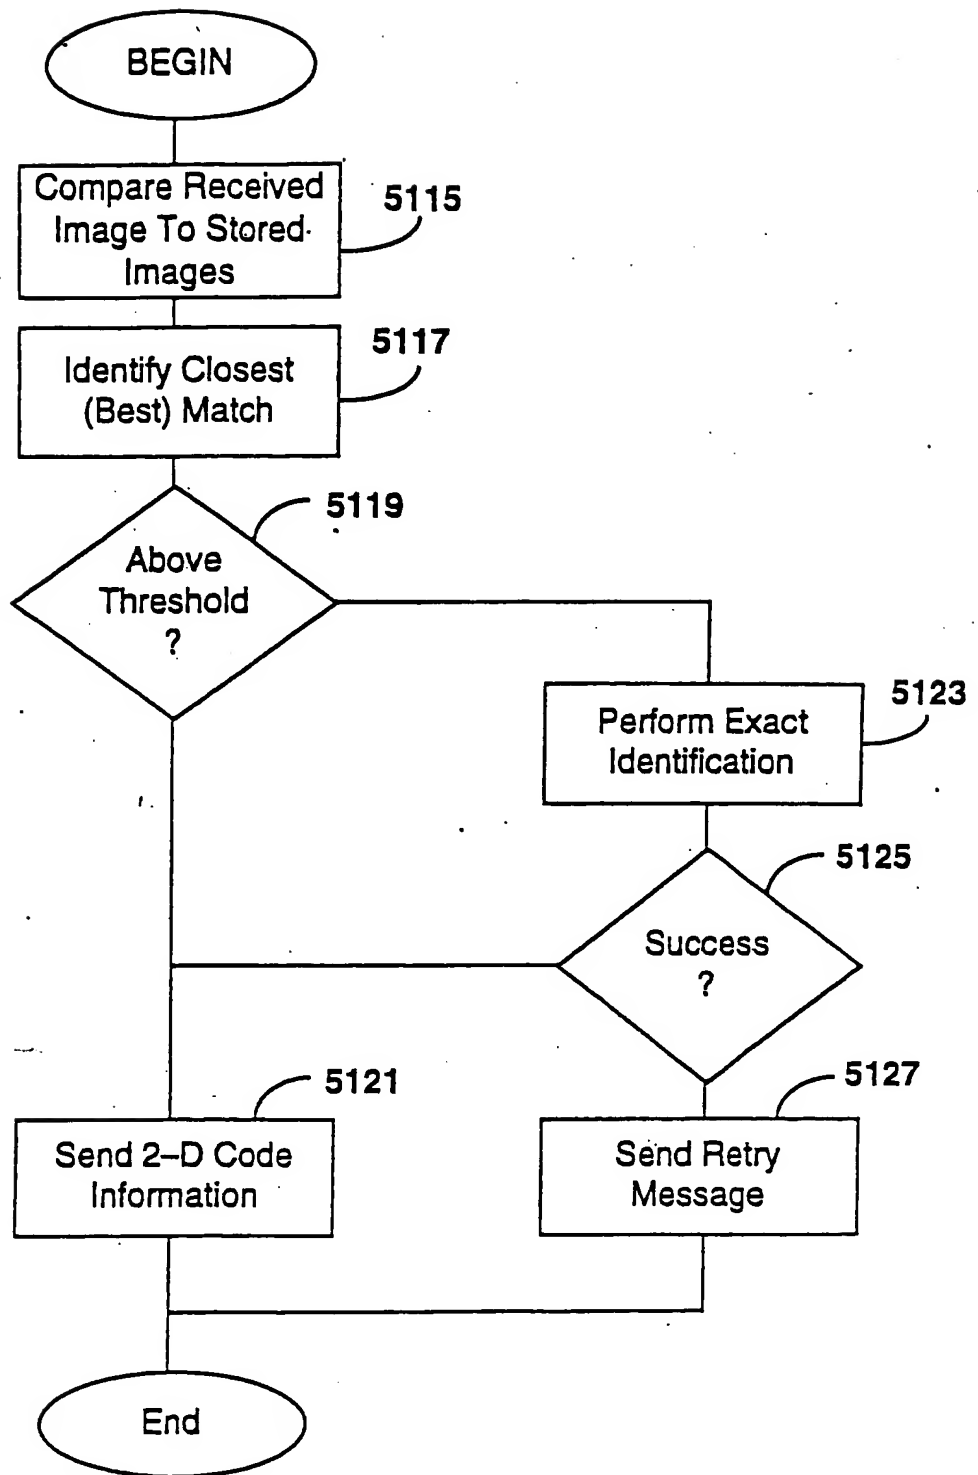 BEGIN
Compare Received
Image To Stored
Images
5115
Identify Closest
(Best) Match
5117
Above
Threshold
?
5119
Perform Exact
Identification
5123
Success
?
5125
Send 2–D Code
Information
5121
Send Retry
Message
5127
End